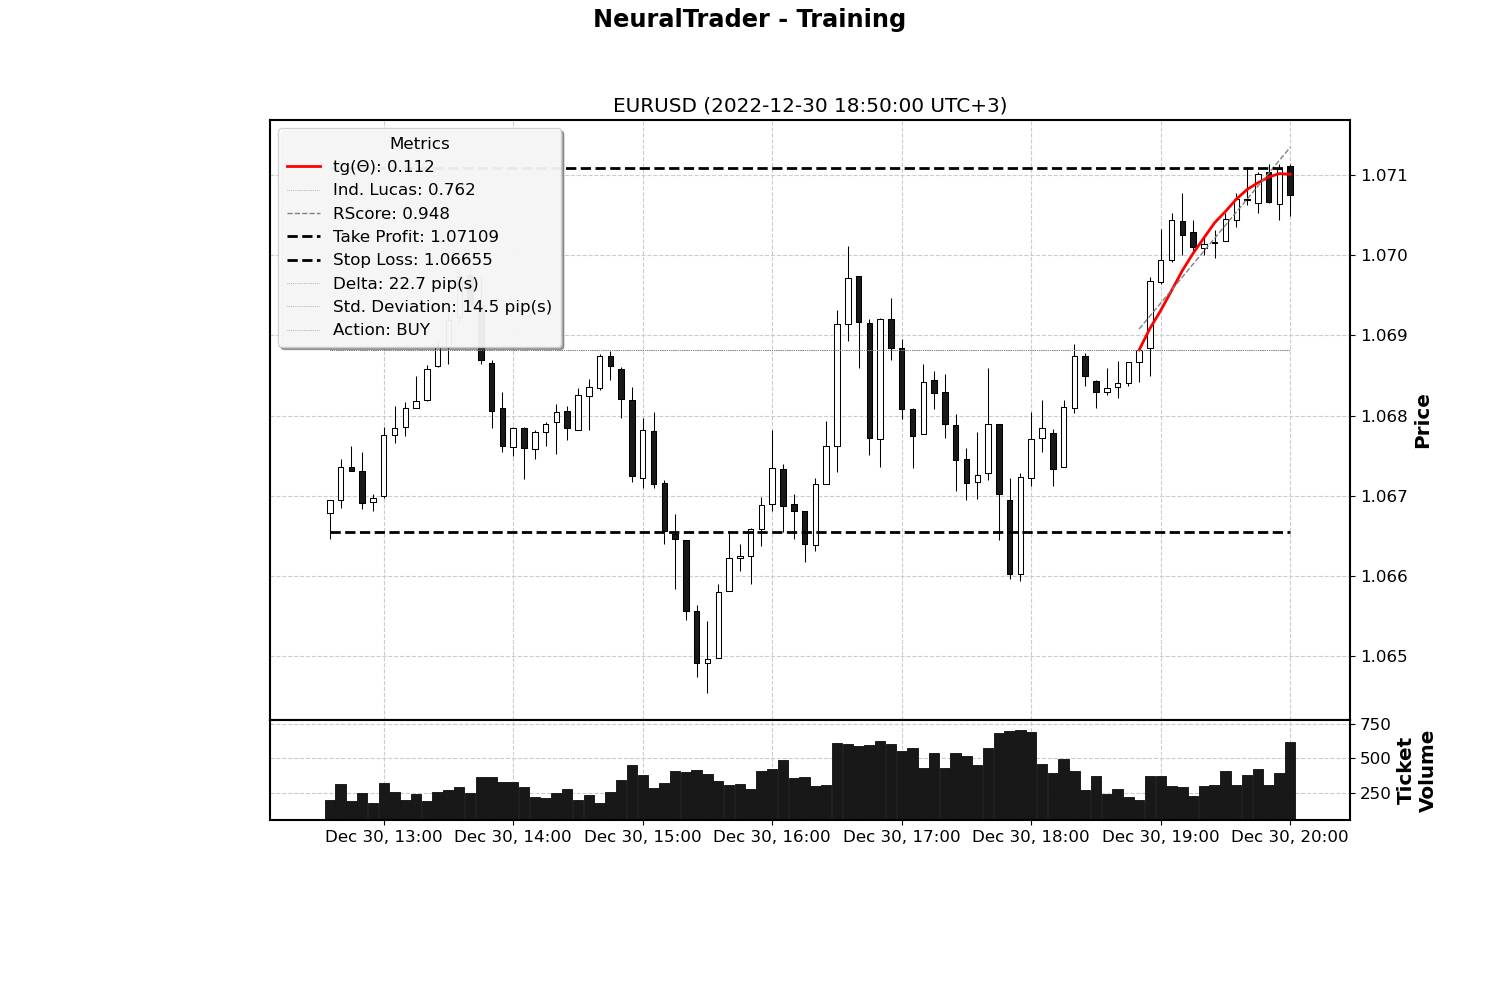 NeuralTrader - Training
EURUSD (2022-12-30 18:50:00 UTC+3)
Metrics
tg(Θ): 0.112
Ind. Lucas: 0.762
RScore: 0.948
Take Profit: 1.07109
Stop Loss: 1.06655
Delta: 22.7 pip(s)
Std. Deviation: 14.5 pip(s)
Action: BUY
1.071
1.070
1.069
1.068
1.067
1.066
1.065
Price
750
500
250
Ticket
Volume
Dec 30, 13:00
Dec 30, 14:00
Dec 30, 15:00
Dec 30, 16:00
Dec 30, 17:00
Dec 30, 18:00
Dec 30, 19:00
Dec 30, 20:00